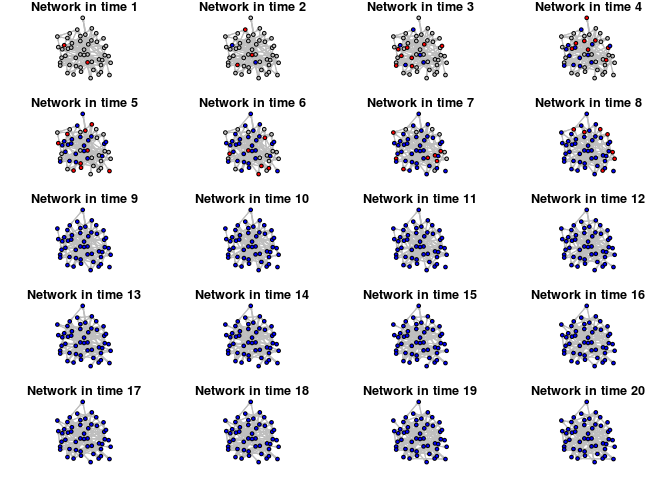 Network in time 1
Network in time 2
Network in time 3
Network in time 4
Network in time 5
Network in time 6
Network in time 7
Network in time 8
Network in time 9
Network in time 10
Network in time 11
Network in time 12
Network in time 13
Network in time 14
Network in time 15
Network in time 16
Network in time 17
Network in time 18
Network in time 19
Network in time 20